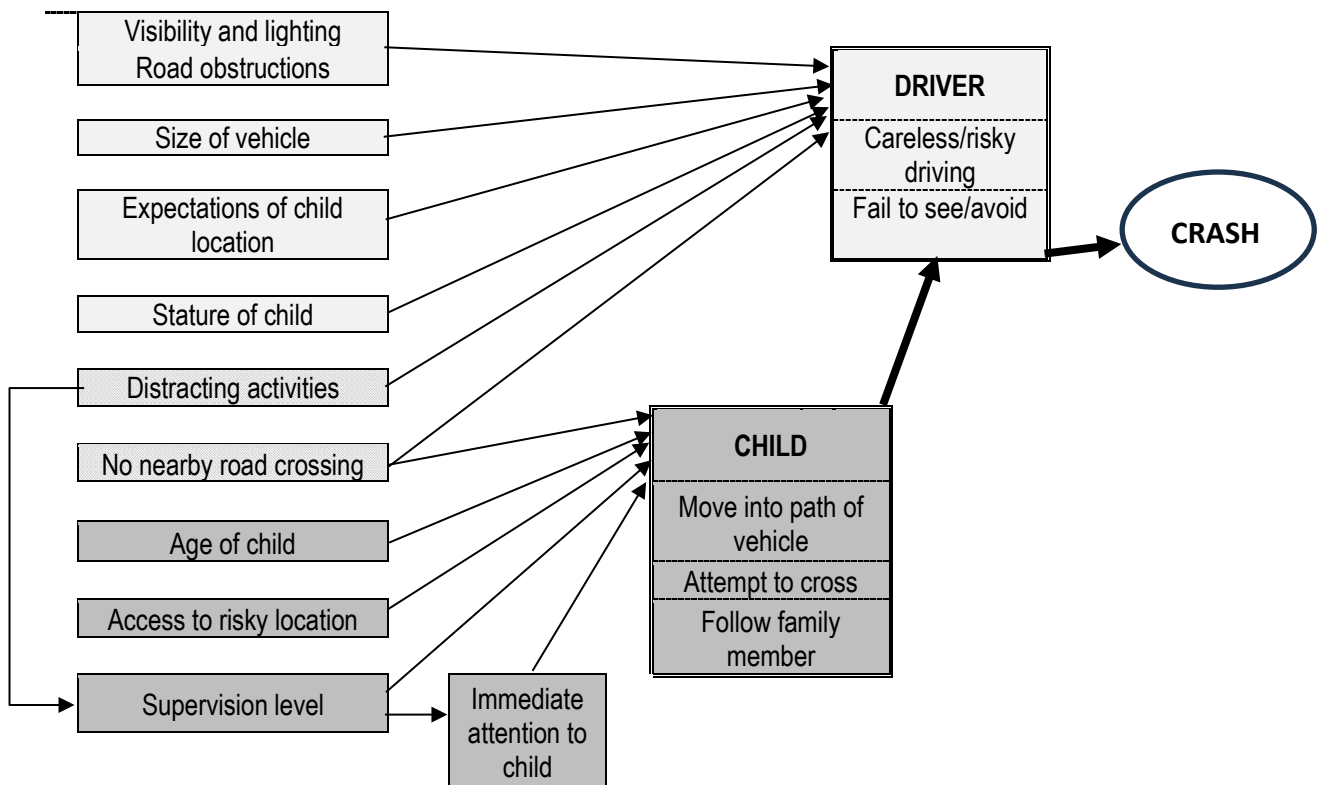 Visibility and lighting
Road obstructions
Size of vehicle
Expectations of child
location
Stature of child
Distracting activities
No nearby road crossing
Age of child
Access to risky location
Supervision level
Immediate
attention to
child
DRIVER
Careless/risky
driving
Fail to see/avoid
CHILD
Move into path of
vehicle
Attempt to cross
Follow family
member
CRASH